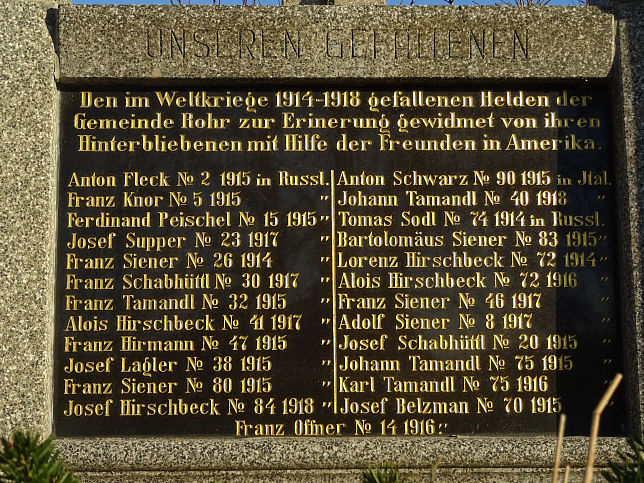 UNSEREN GEFALLENEN
Den im Weltkriege 1914-1918 gefallenen Helden der
Gemeinde Rohr zur Erinnerung gewidmet von ihren
Hinterbliebenen mit Hilfe der Freunden in Amerika.
Anton Fleck № 2 1915 in Russl.
Franz Knor № 5 1915 "
Ferdinand Peischel № 15 1915 "
Josef Supper № 23 1917 "
Franz Siener № 26 1914 "
Franz Schabhüttl № 30 1917 "
Franz Tamandl № 32 1915 "
Alois Hirschbeck № 41 1917 "
Franz Hirmann № 47 1915 "
Josef Lagler № 38 1915 "
Franz Siener № 80 1915 "
Josef Hirschbeck № 84 1918 "
Anton Schwarz № 90 1915 in Jtal.
Johann Tamandl № 40 1918 "
Tomas Sodl № 74 1914 in Russl.
Bartolomäus Siener № 83 1915 "
Lorenz Hirschbeck № 72 1914 "
Alois Hirschbeck № 72 1916 "
Franz Siener № 46 1917 "
Adolf Siener № 8 1917 "
Josef Schabhüttl № 20 1915 "
Johann Tamandl № 75 1915 "
Karl Tamandl № 75 1916 "
Josef Belzman № 70 1915 "
Franz Offner № 14 1916 "